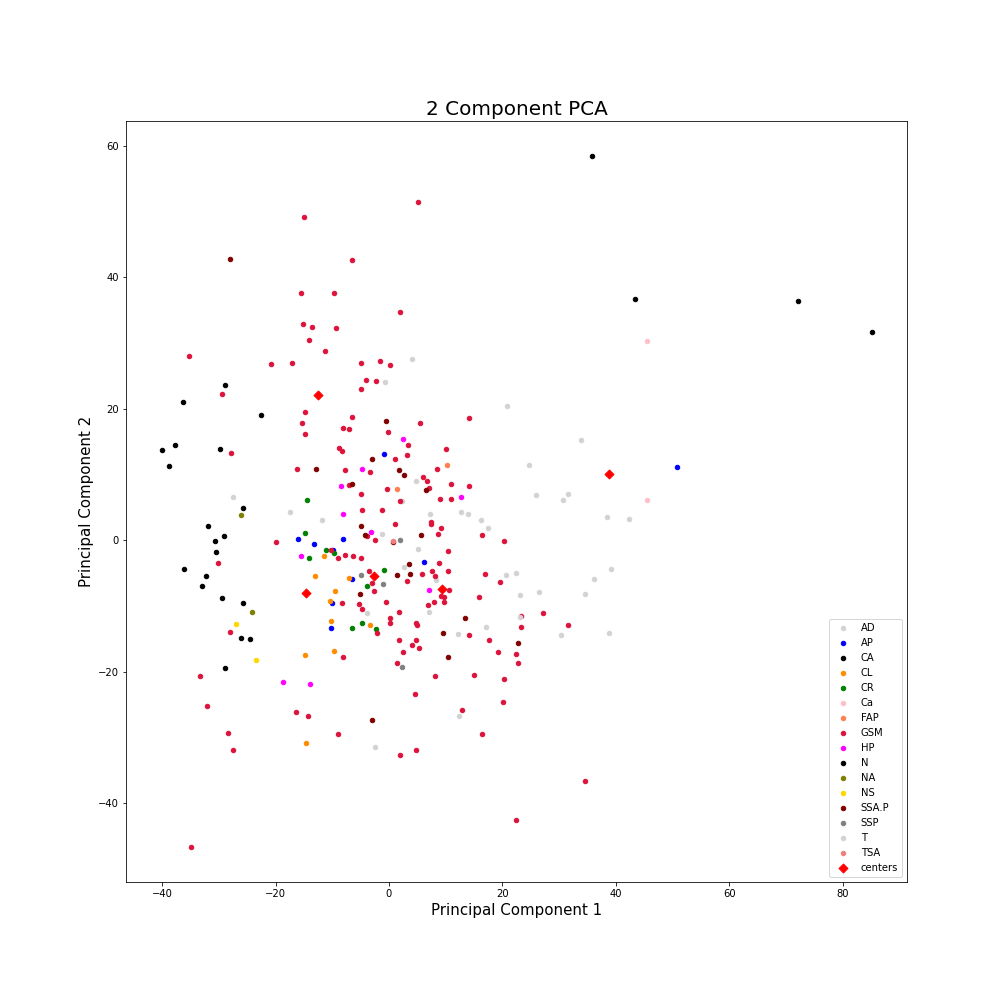 2 Component PCA
60
40
20
0
−20
−40
Principal Component 2
−40
−20
0
20
40
60
80
Principal Component 1
AD
AP
CA
CL
CR
Ca
FAP
GSM
HP
N
NA
NS
SSA.P
SSP
T
TSA
centers